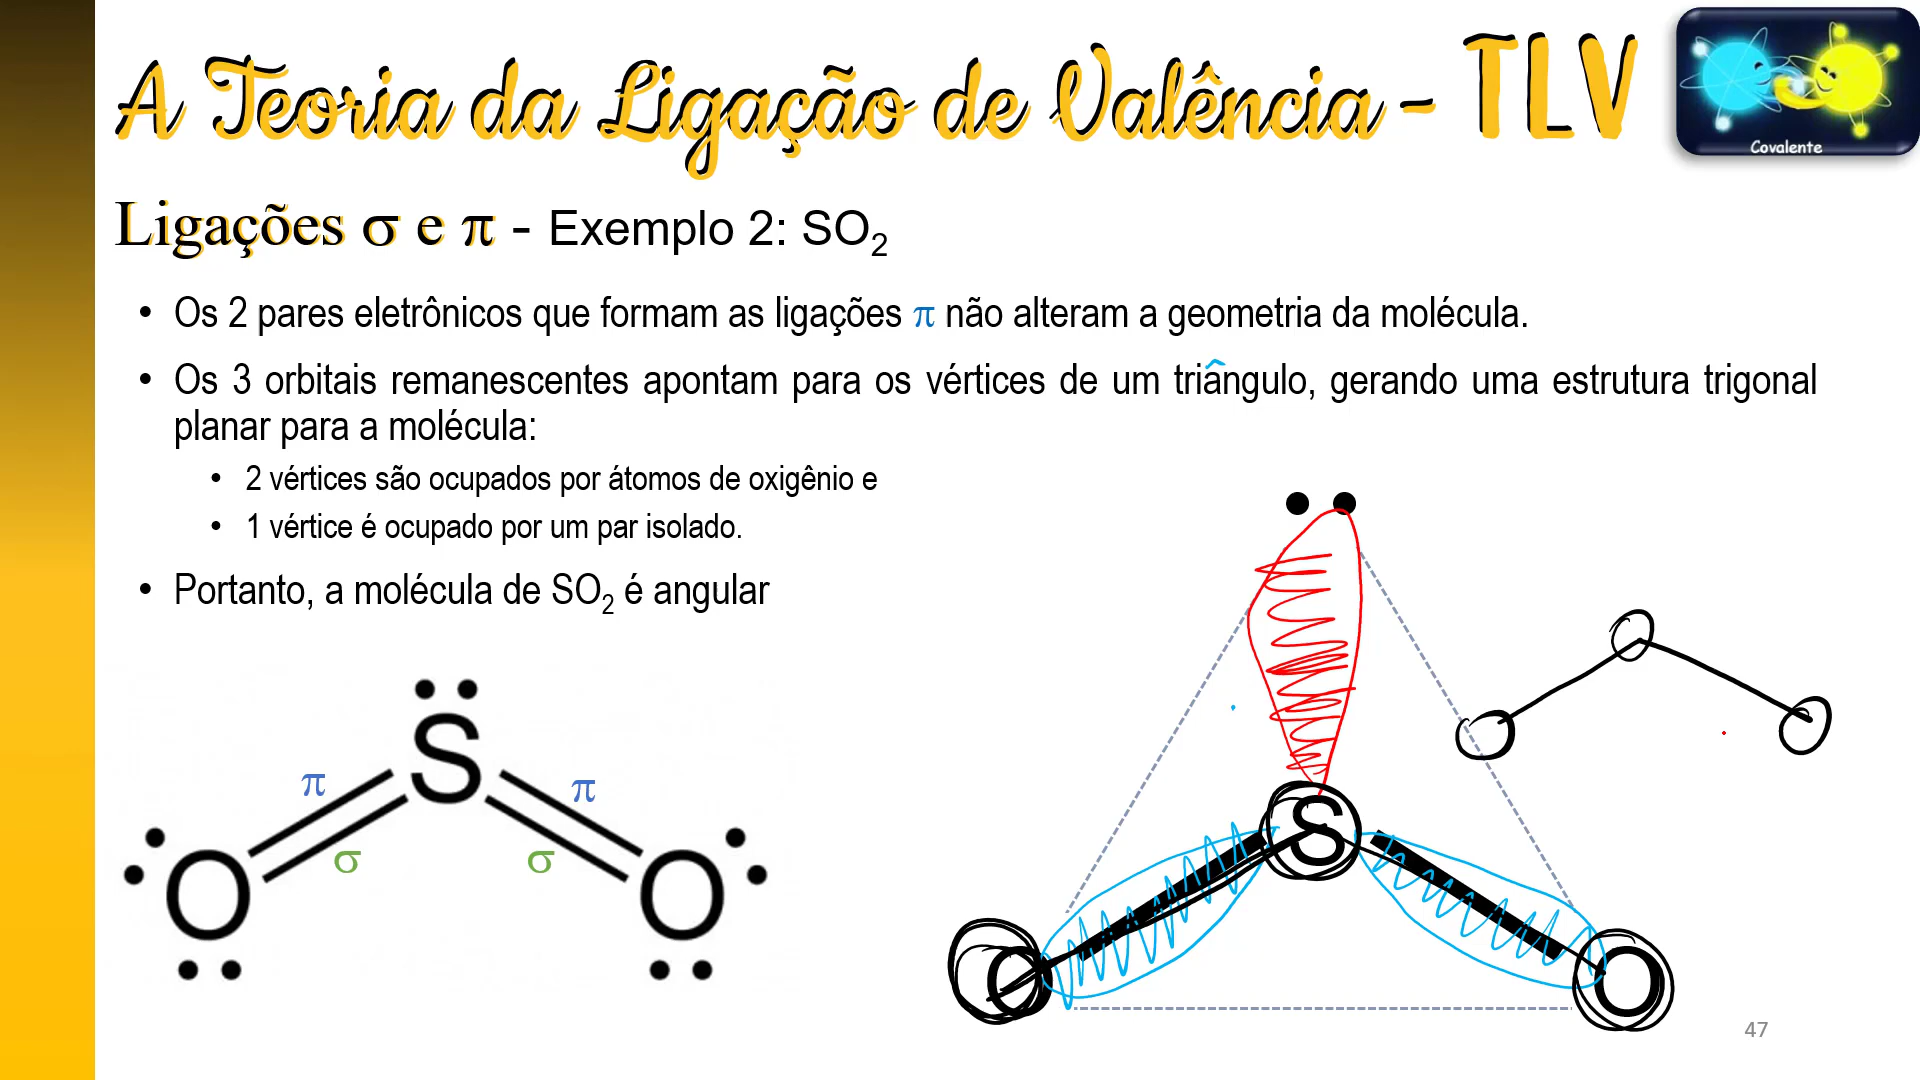 A Teoria da Ligação de Valência - TLV
Covalente
Ligações σ e π - Exemplo 2: SO₂
• Os 2 pares eletrônicos que formam as ligações π não alteram a geometria da molécula.
• Os 3 orbitais remanescentes apontam para os vértices de um triângulo, gerando uma estrutura trigonal
planar para a molécula:
• 2 vértices são ocupados por átomos de oxigênio e
• 1 vértice é ocupado por um par isolado.
• Portanto, a molécula de SO₂ é angular
S
π π
σ σ
O O
S
O O
47